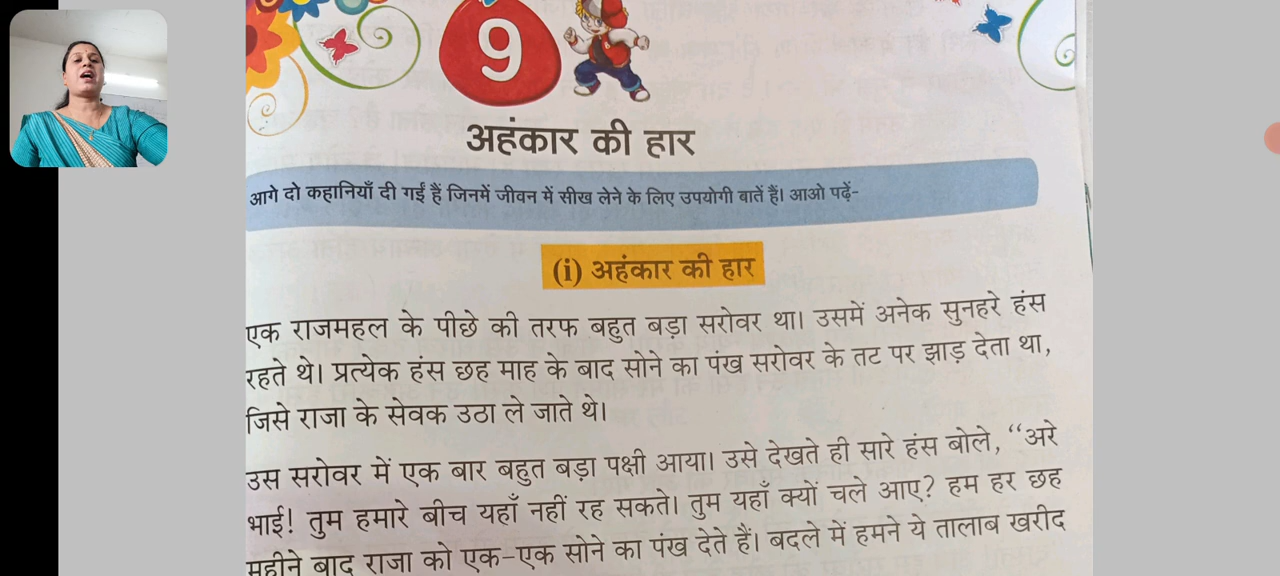 9
अहंकार की हार
आगे दो कहानियाँ दी गईं हैं जिनमें जीवन में सीख लेने के लिए उपयोगी बातें हैं। आओ पढ़ें-
(i) अहंकार की हार
एक राजमहल के पीछे की तरफ बहुत बड़ा सरोवर था। उसमें अनेक सुनहरे हंस
रहते थे। प्रत्येक हंस छह माह के बाद सोने का पंख सरोवर के तट पर झाड़ देता था,
जिसे राजा के सेवक उठा ले जाते थे।
उस सरोवर में एक बार बहुत बड़ा पक्षी आया। उसे देखते ही सारे हंस बोले, “अरे
भाई! तुम हमारे बीच यहाँ नहीं रह सकते। तुम यहाँ क्यों चले आए? हम हर छह
महीने बाद राजा को एक-एक सोने का पंख देते हैं। बदले में हमने ये तालाब खरीद